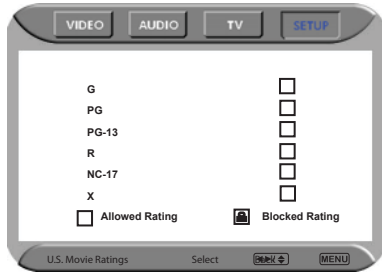 VIDEO AUDIO TV SETUP
G
PG
PG-13
R
NC-17
X
Allowed Rating Blocked Rating
U.S. Movie Ratings Select MENU